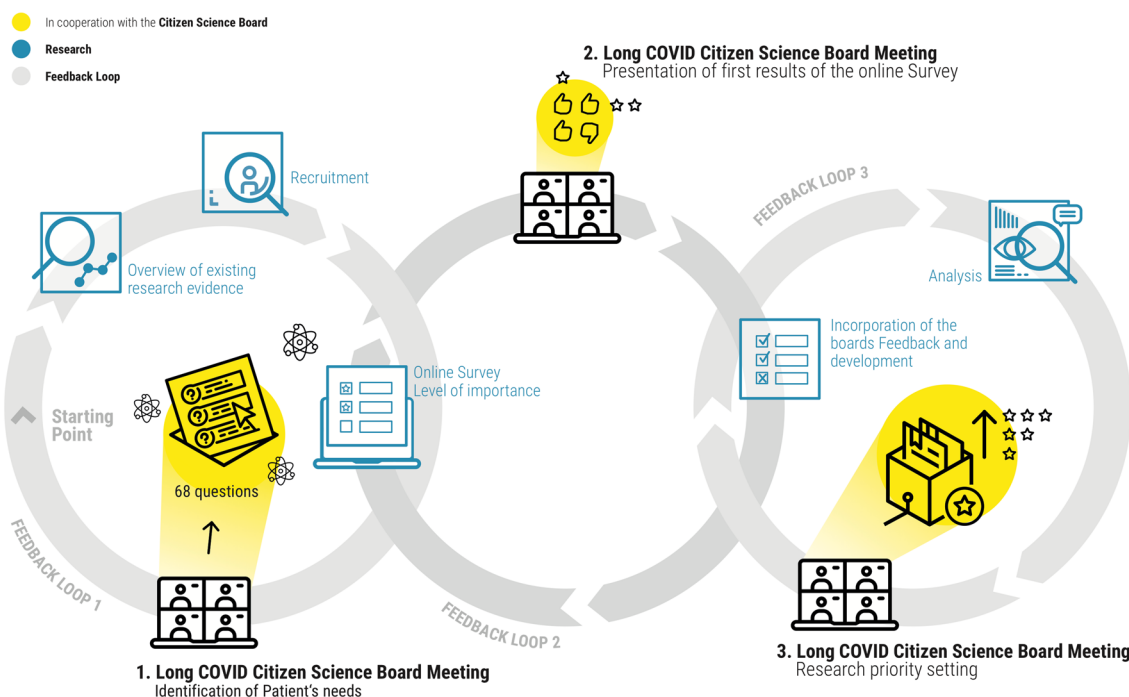 In cooperation with the Citizen Science Board
Research
Feedback Loop
2. Long COVID Citizen Science Board Meeting
Presentation of first results of the online Survey
Recruitment
Overview of existing
research evidence
FEEDBACK LOOP 3
Analysis
Incorporation of the
boards Feedback and
development
Online Survey
Level of importance
Starting
Point
68 questions
FEEDBACK LOOP 1
FEEDBACK LOOP 2
1. Long COVID Citizen Science Board Meeting
Identification of Patient's needs
3. Long COVID Citizen Science Board Meeting
Research priority setting